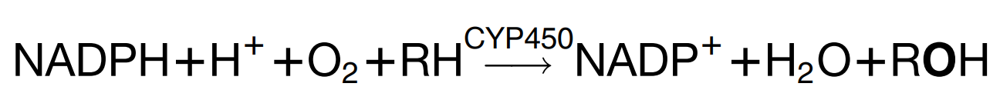 CYP450
NADPH+H⁺ +O₂+RH ⟶ NADP⁺ +H₂O+ROH